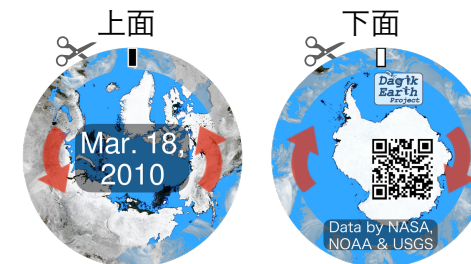 上面
下面
Mar. 18,
2010
Dagik
Earth
Project
Data by NASA,
NOAA & USGS